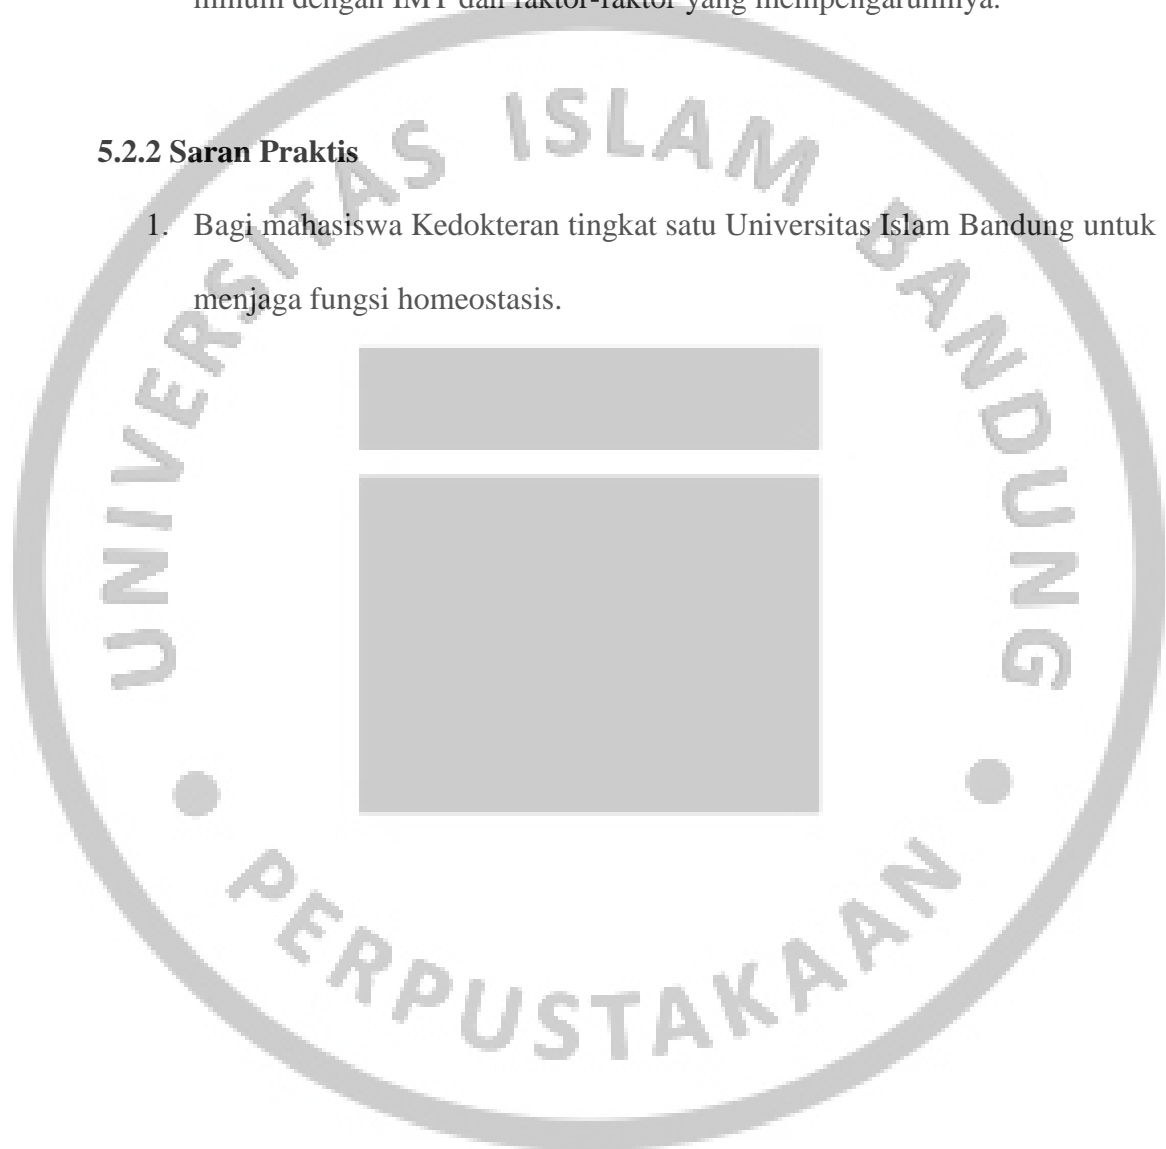 minum dengan IMT dan faktor-faktor yang mempengaruhinya.
5.2.2 Saran Praktis
1. Bagi mahasiswa Kedokteran tingkat satu Universitas Islam Bandung untuk
menjaga fungsi homeostasis.
UNIVERSITAS ISLAM BANDUNG
PERPUSTAKAAN